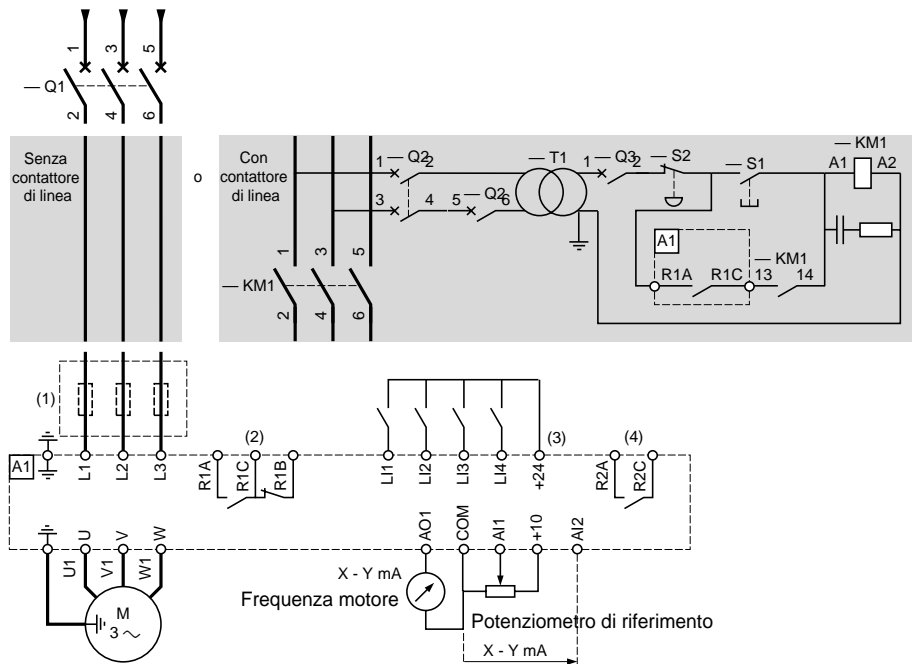 1 3 5
— Q1
2 4 6
Senza
contattore
di linea
o
Con
contattore
di linea
1 — Q2 2
3 4 5 — Q2 6
— T1
1 — Q3 2
— S2
— S1
— KM1
A1 A2
A1
R1A R1C
— KM1
13 14
1 3 5
— KM1
2 4 6
(1)
(2)
(3)
(4)
A1
L1 L2 L3
R1A R1C R1B
LI1 LI2 LI3 LI4 +24
R2A R2C
U V W
AO1 COM AI1 +10 AI2
U1 V1 W1
M
3 ~
X - Y mA
Frequenza motore
Potenziometro di riferimento
X - Y mA